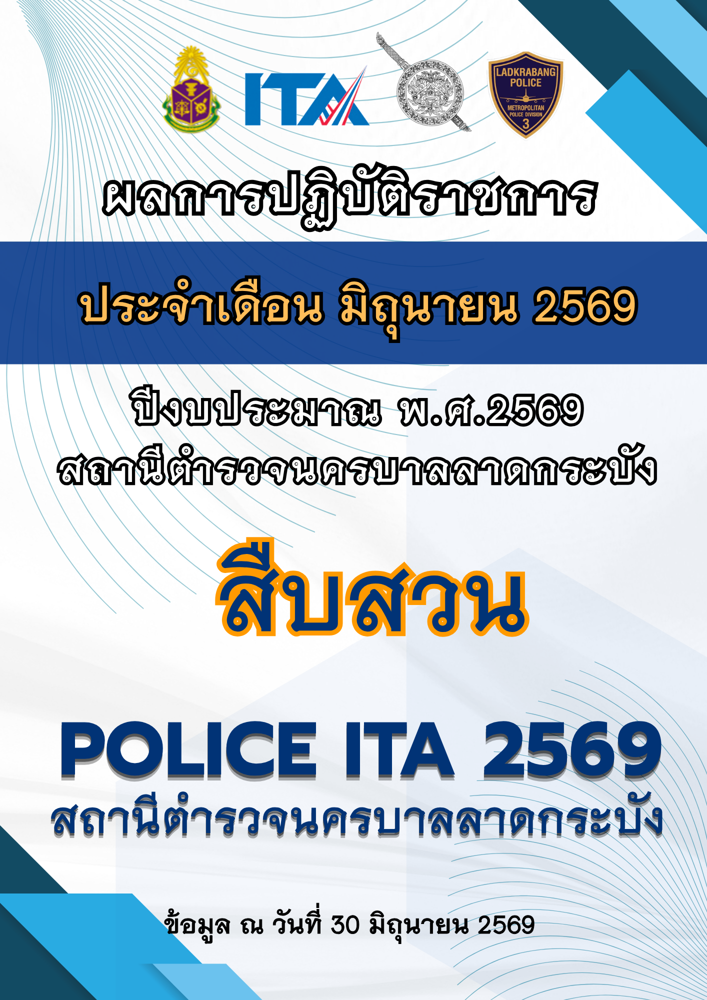 ITA
LADKRABANG
POLICE
METROPOLITAN
POLICE DIVISION
3
ผลการปฏิบัติราชการ
ประจำเดือน มิถุนายน 2569
ปีงบประมาณ พ.ศ.2569
สถานีตำรวจนครบาลลาดกระบัง
สืบสวน
POLICE ITA 2569
สถานีตำรวจนครบาลลาดกระบัง
ข้อมูล ณ วันที่ 30 มิถุนายน 2569